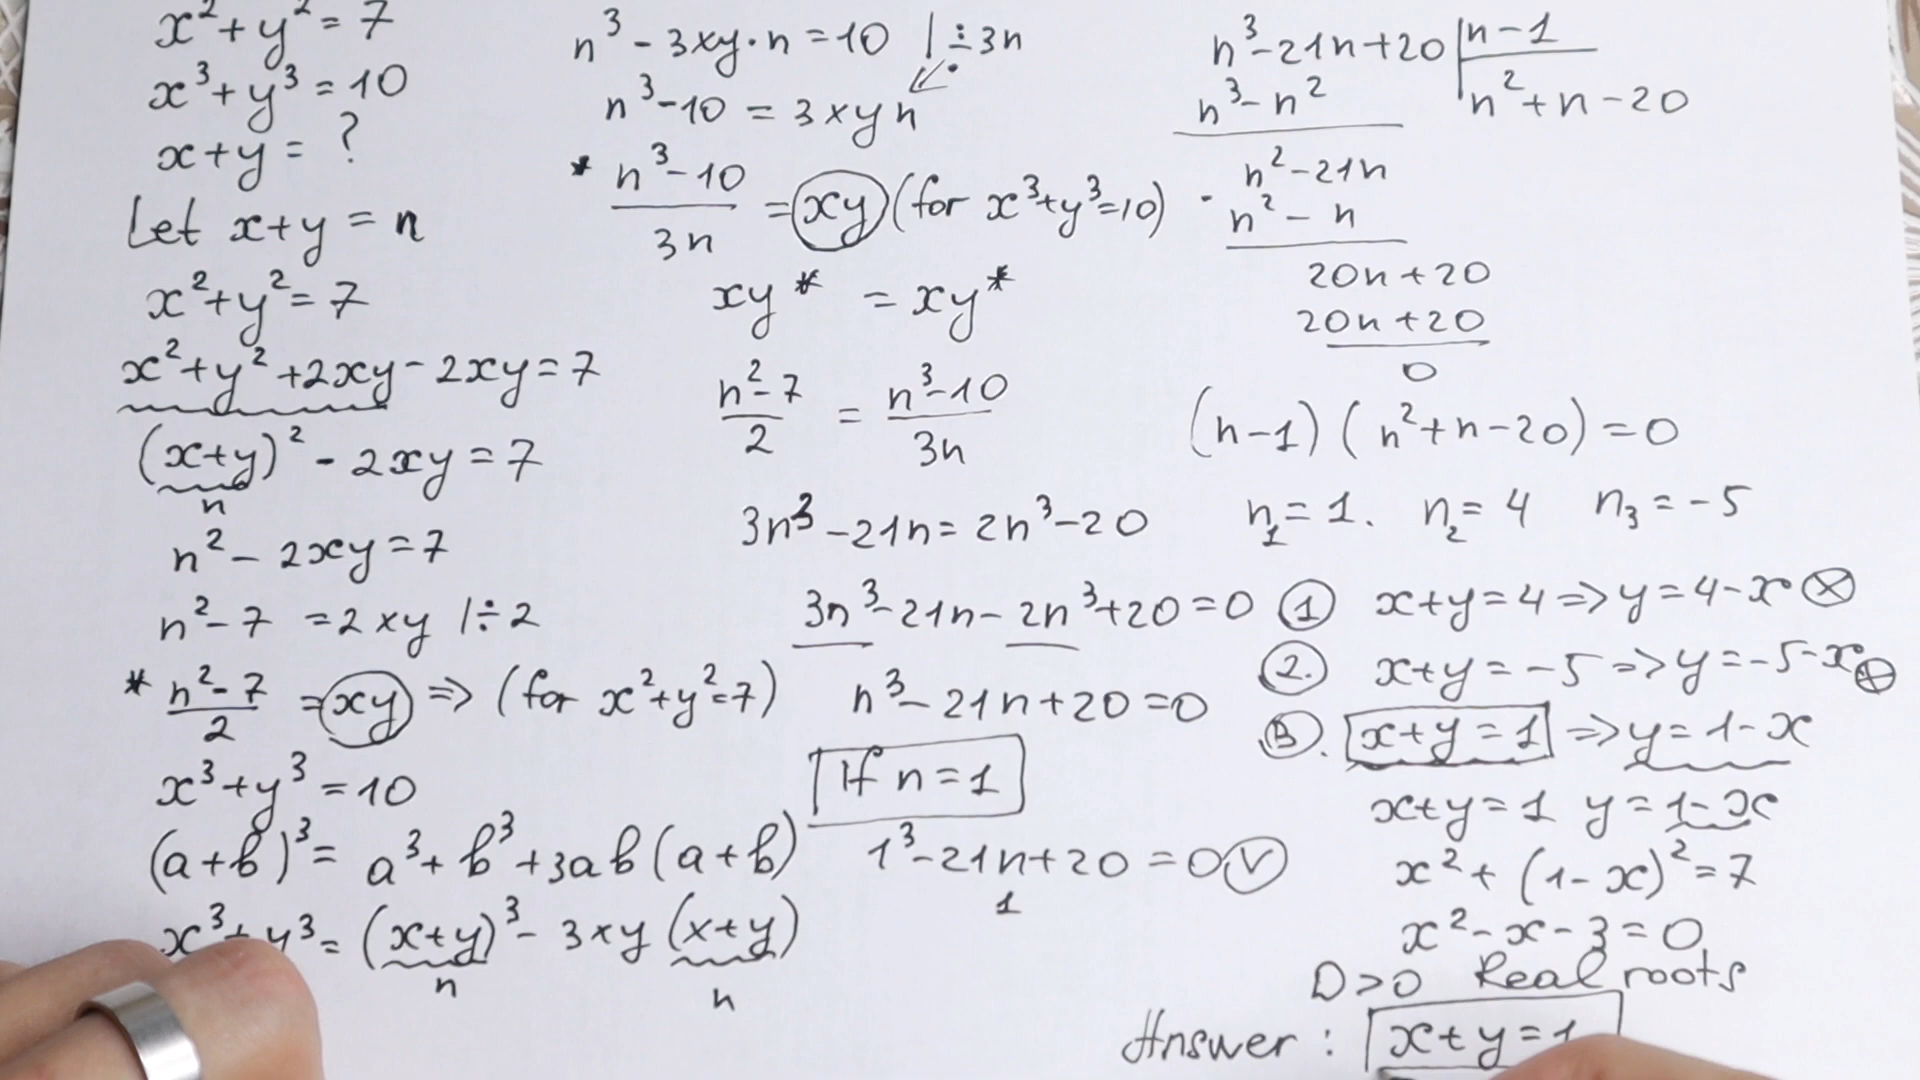 x²+y²=7
x³+y³=10
x+y= ?
Let x+y=n
x²+y²=7
x²+y²+2xy-2xy=7
(x+y)²-2xy=7
n
n²-2xy=7
n²-7 =2xy |÷2
* n²-7/2 =xy => (for x²+y²=7)
x³+y³=10
(a+b)³= a³+b³+3ab(a+b)
x³+y³= (x+y)³-3xy(x+y)
n n
n³-3xy·n=10 |÷3n
n³-10=3xyn
* n³-10/3n =xy (for x³+y³=10)
xy* =xy*
n²-7/2 = n³-10/3n
3n³-21n=2n³-20
3n³-21n-2n³+20=0
n³-21n+20=0
If n=1
1³-21n+20=0 V
1
n³-21n+20 | n-1
n³-n² n²+n-20
n²-21n
- n²-n
20n+20
20n+20
0
(n-1)(n²+n-20)=0
n₁=1. n₂=4 n₃=-5
① x+y=4=>y=4-x ⊗
②. x+y=-5=>y=-5-x ⊗
③. x+y=1 =>y=1-x
x+y=1 y=1-x
x²+(1-x)²=7
x²-x-3=0
D>0 Real roots
Answer: x+y=1